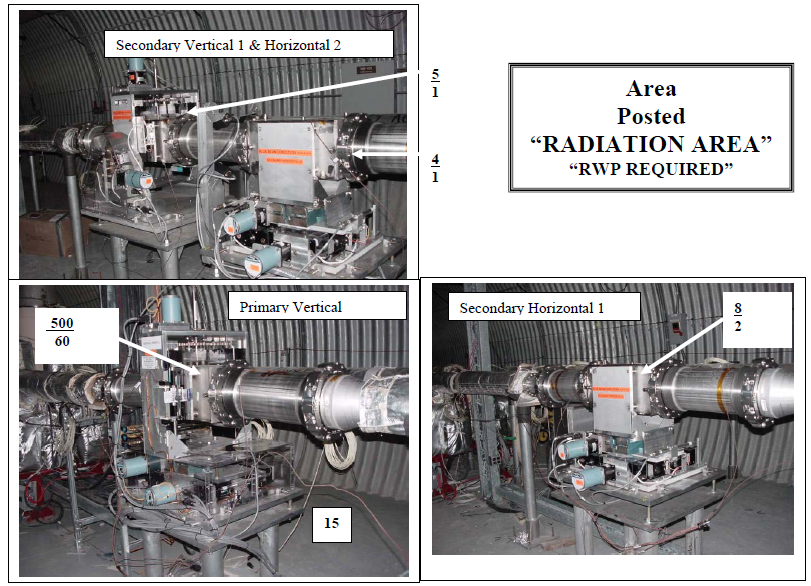 Secondary Vertical 1 & Horizontal 2
5
1
4
1
Area
Posted
“RADIATION AREA”
“RWP REQUIRED”
Primary Vertical
500
60
15
Secondary Horizontal 1
8
2